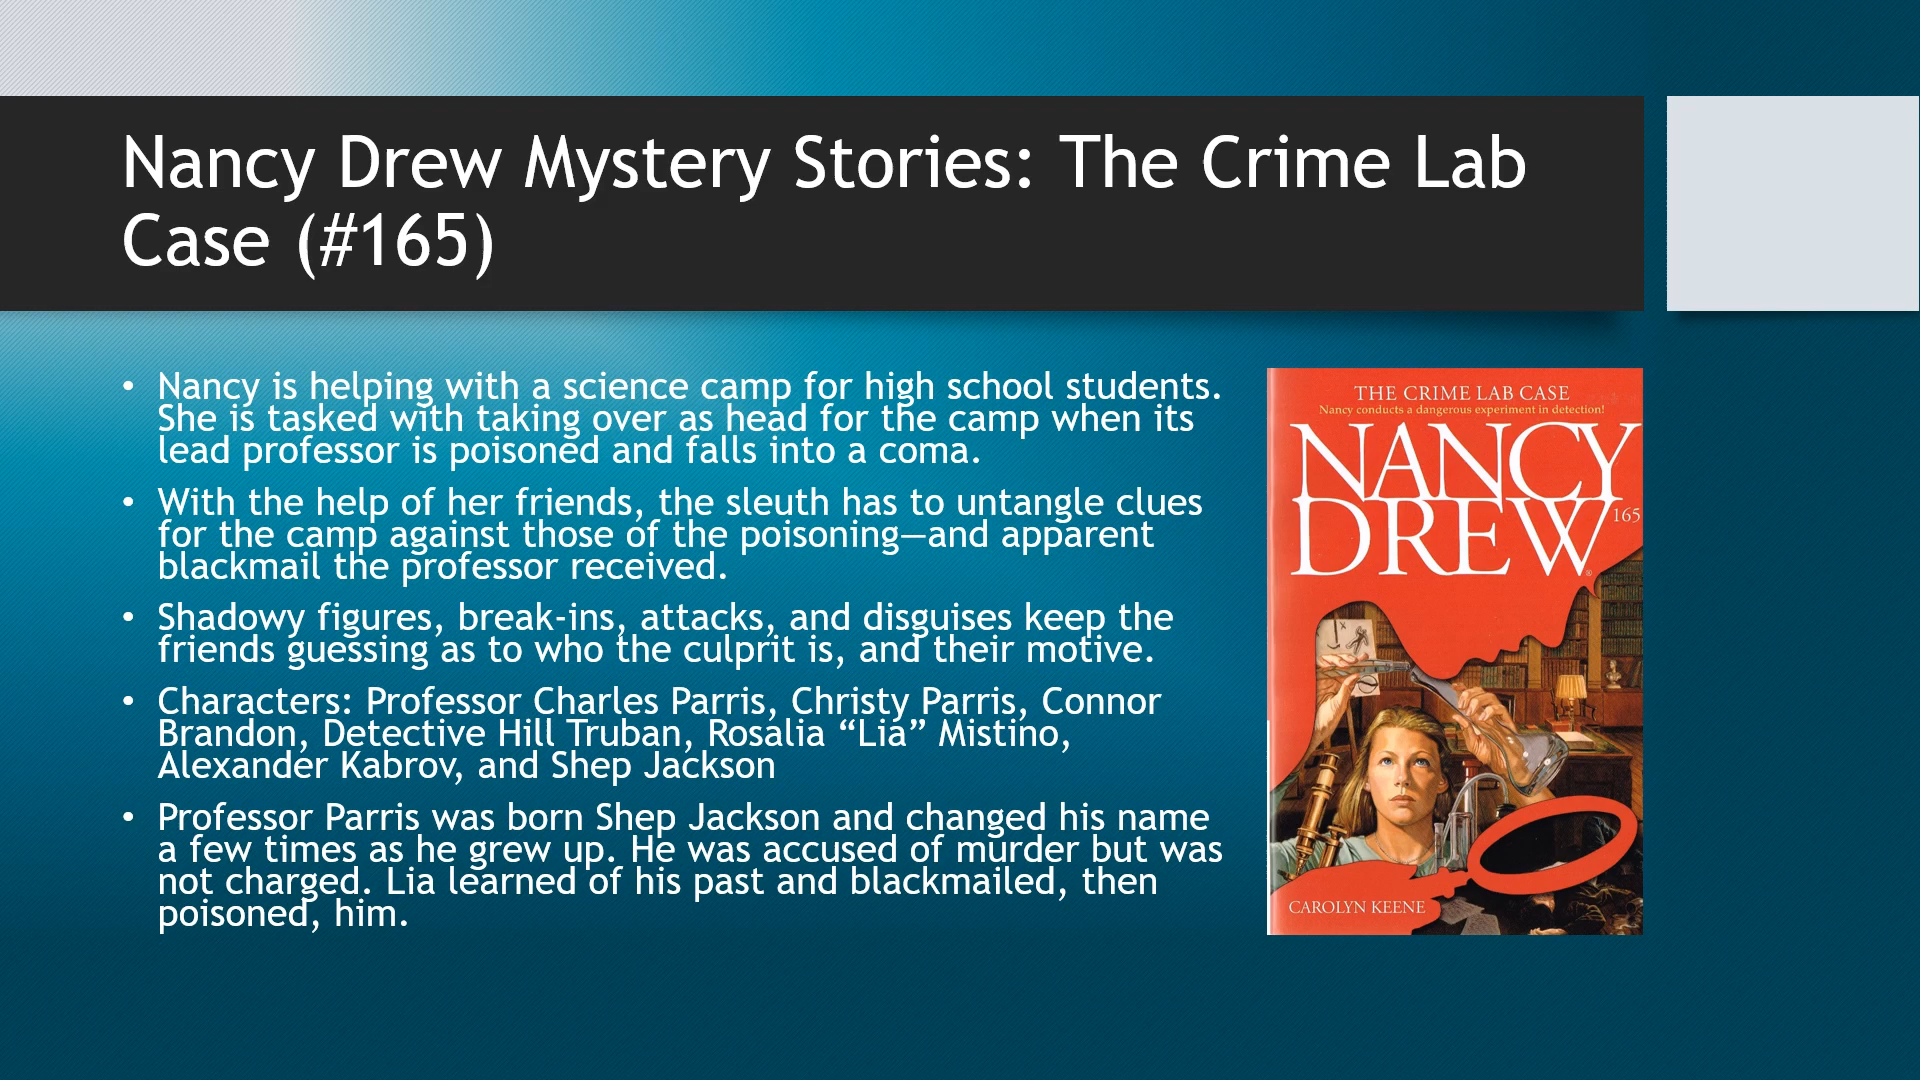 Nancy Drew Mystery Stories: The Crime Lab
Case (#165)
• Nancy is helping with a science camp for high school students.
She is tasked with taking over as head for the camp when its
lead professor is poisoned and falls into a coma.
• With the help of her friends, the sleuth has to untangle clues
for the camp against those of the poisoning—and apparent
blackmail the professor received.
• Shadowy figures, break-ins, attacks, and disguises keep the
friends guessing as to who the culprit is, and their motive.
• Characters: Professor Charles Parris, Christy Parris, Connor
Brandon, Detective Hill Truban, Rosalia “Lia” Mistino,
Alexander Kabrov, and Shep Jackson
• Professor Parris was born Shep Jackson and changed his name
a few times as he grew up. He was accused of murder but was
not charged. Lia learned of his past and blackmailed, then
poisoned, him.
THE CRIME LAB CASE
Nancy conducts a dangerous experiment in detection!
NANCY
DREW®
165
CAROLYN KEENE